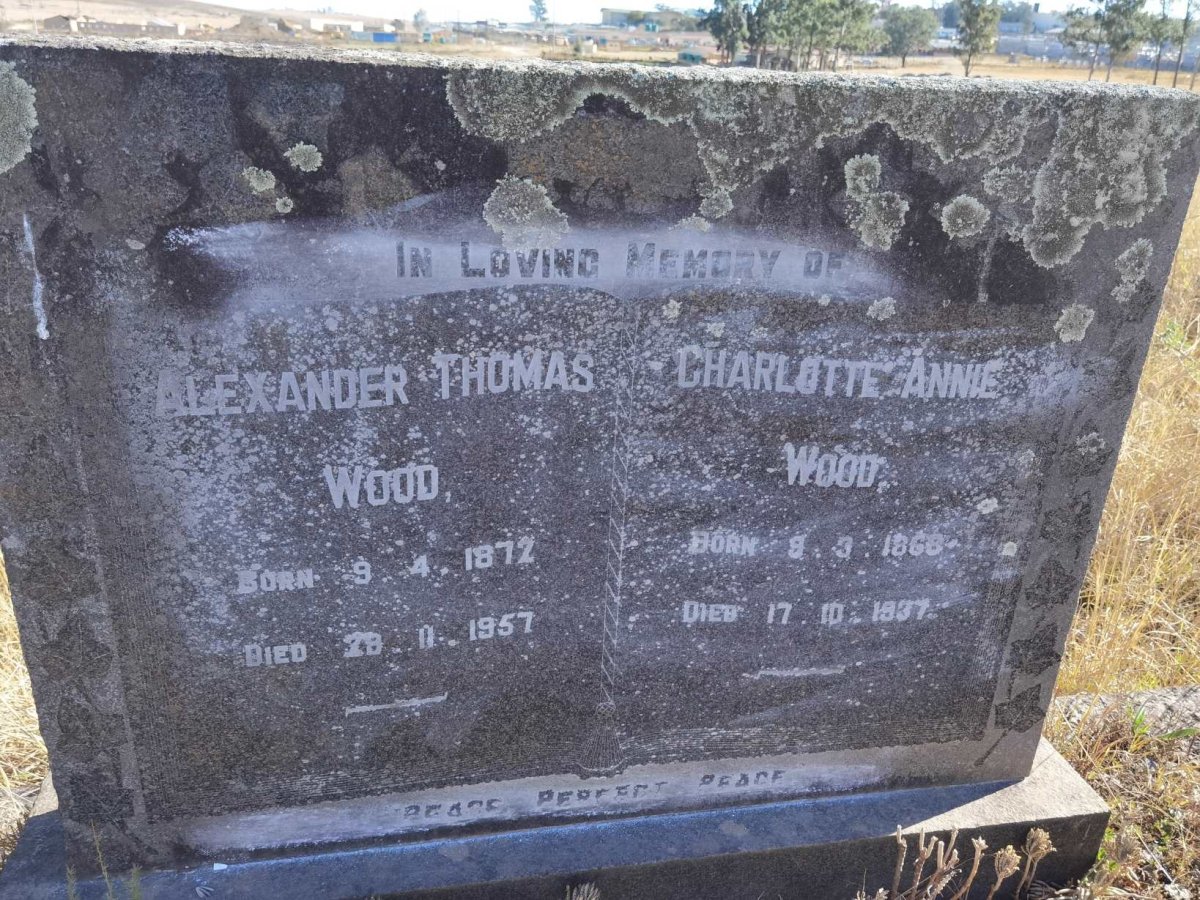 IN LOVING MEMORY OF
ALEXANDER THOMAS
WOOD
BORN 9. 4. 1872
DIED 28. 11. 1957
CHARLOTTE ANNIE
WOOD.
BORN 9. 3. 1868
DIED 17. 10. 1937.
PEACE, PERFECT PEACE